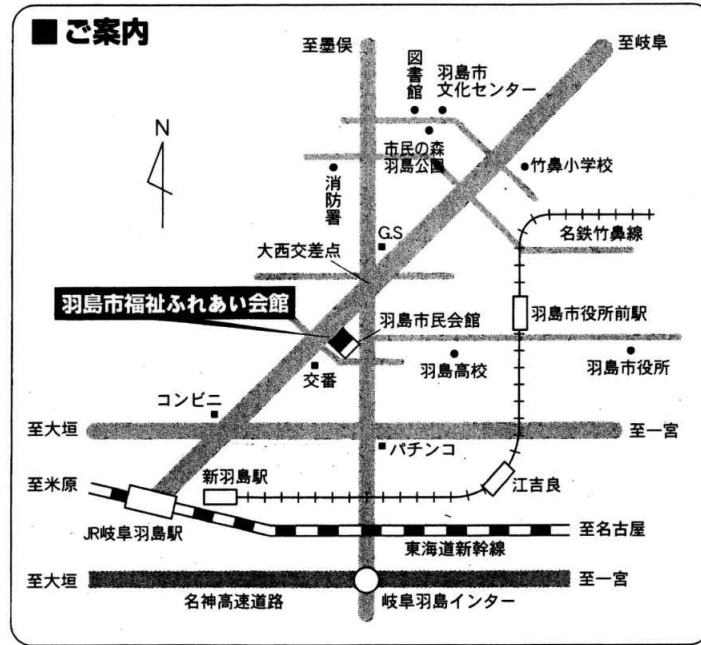 ■ご案内
至墨俣
至岐阜
図書館
羽島市
文化センター
N
市民の森
羽島公園
竹鼻小学校
消防署
G.S
名鉄竹鼻線
大西交差点
羽島市福祉ふれあい会館
羽島市民会館
羽島市役所前駅
交番
羽島高校
羽島市役所
コンビニ
至大垣
至一宮
パチンコ
至米原
新羽島駅
江吉良
JR岐阜羽島駅
至名古屋
東海道新幹線
至大垣
至一宮
名神高速道路
岐阜羽島インター